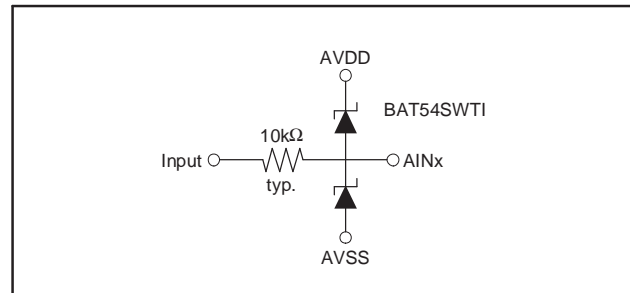 AVDD
BAT54SWTI
10kΩ
Input
AINx
typ.
AVSS